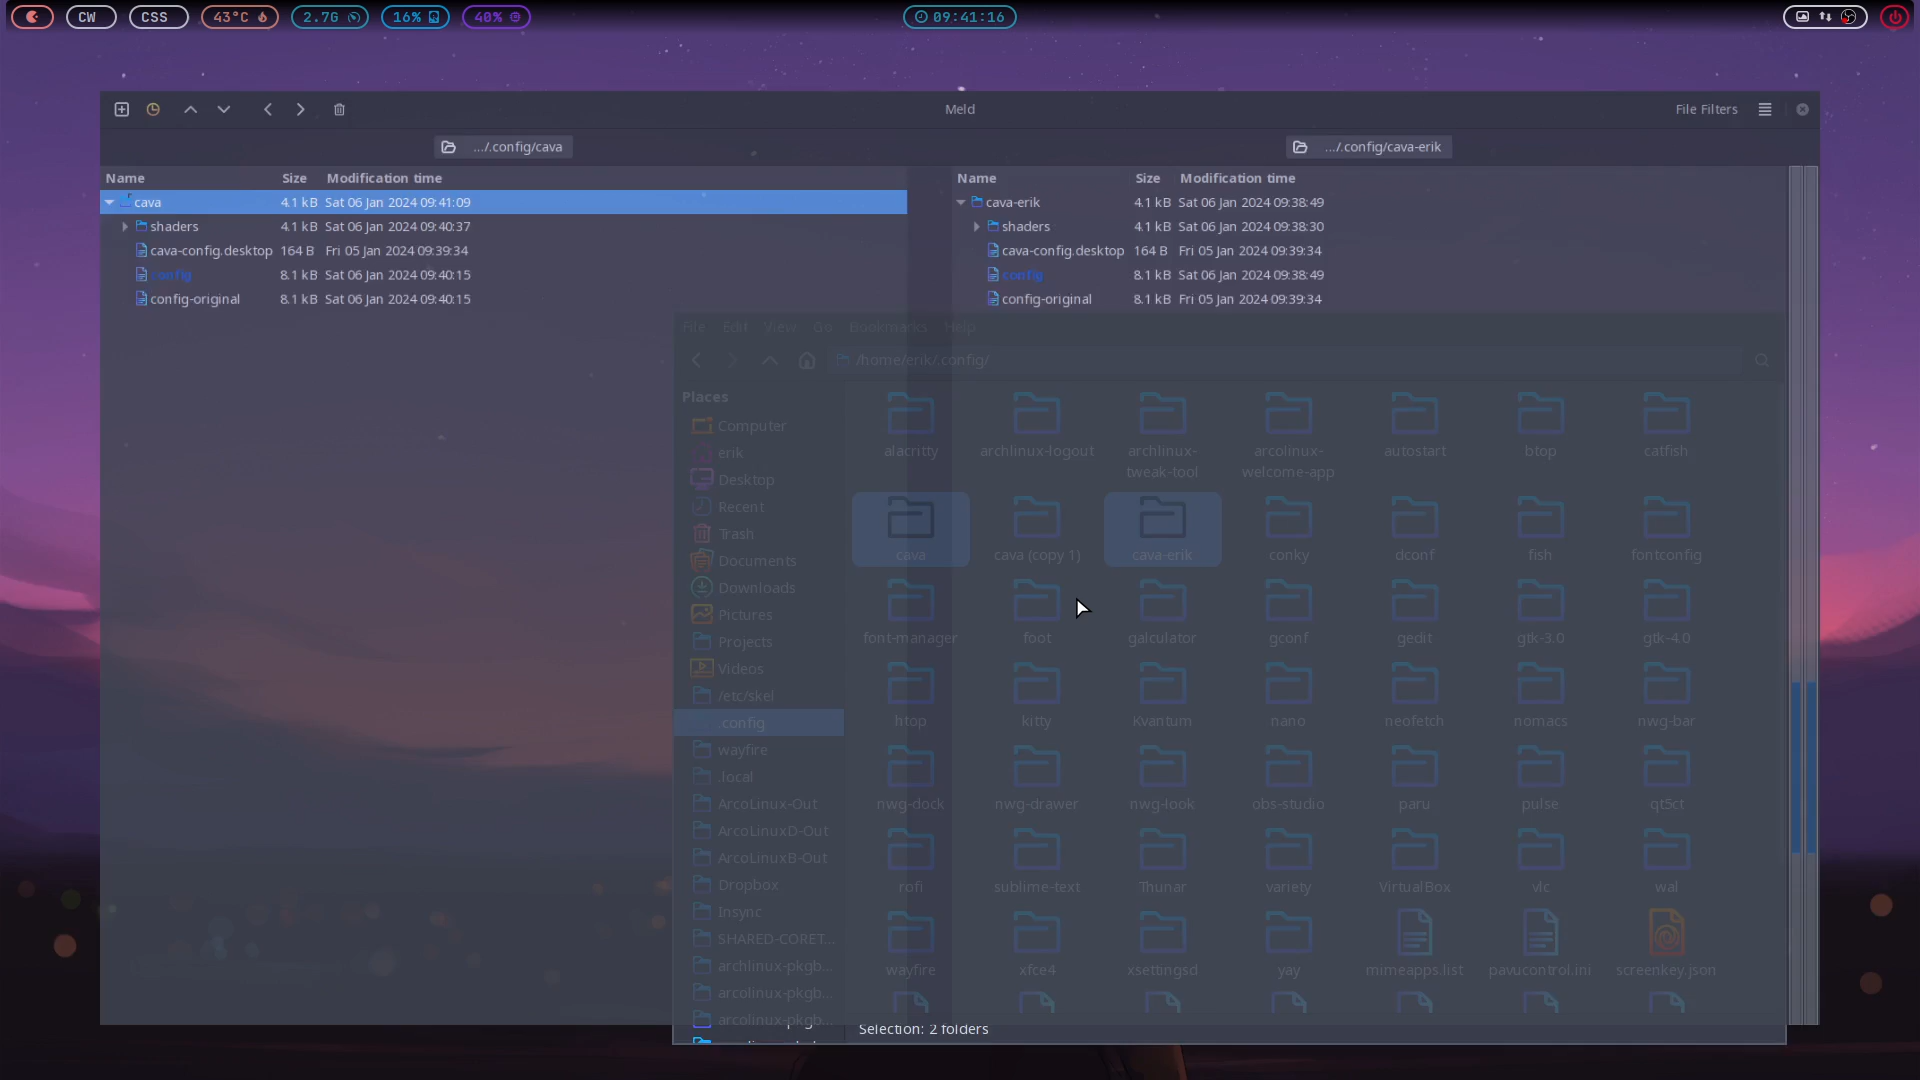 CW
CSS
43°C
2.7G
16%
40%
09:41:16
Meld
File Filters
.../.config/cava
.../.config/cava-erik
Name Size Modification time
cava 4.1 kB Sat 06 Jan 2024 09:41:09
shaders 4.1 kB Sat 06 Jan 2024 09:40:37
cava-config.desktop 164 B Fri 05 Jan 2024 09:39:34
config 8.1 kB Sat 06 Jan 2024 09:40:15
config-original 8.1 kB Sat 06 Jan 2024 09:40:15
Name Size Modification time
cava-erik 4.1 kB Sat 06 Jan 2024 09:38:49
shaders 4.1 kB Sat 06 Jan 2024 09:38:30
cava-config.desktop 164 B Fri 05 Jan 2024 09:39:34
config 8.1 kB Sat 06 Jan 2024 09:38:49
config-original 8.1 kB Fri 05 Jan 2024 09:39:34
File Edit View Go Bookmarks Help
/home/erik/.config/
Places
Computer
erik
Desktop
Recent
Trash
Documents
Downloads
Pictures
Projects
Videos
/etc/skel
.config
wayfire
.local
ArcoLinux-Out
ArcoLinuxD-Out
ArcoLinuxB-Out
Dropbox
Insync
SHARED-CORET...
archlinux-pkgb...
arcolinux-pkgb...
arcolinux-pkgb...
alacritty
archlinux-logout
archlinux-
tweak-tool
arcolinux-
welcome-app
autostart
btop
catfish
cava
cava (copy 1)
cava-erik
conky
dconf
fish
fontconfig
font-manager
foot
galculator
gconf
gedit
gtk-3.0
gtk-4.0
htop
kitty
Kvantum
nano
neofetch
nomacs
nwg-bar
nwg-dock
nwg-drawer
nwg-look
obs-studio
paru
pulse
qt5ct
rofi
sublime-text
Thunar
variety
VirtualBox
vlc
wal
wayfire
xfce4
xsettingsd
yay
mimeapps.list
pavucontrol.ini
screenkey.json
Selection: 2 folders